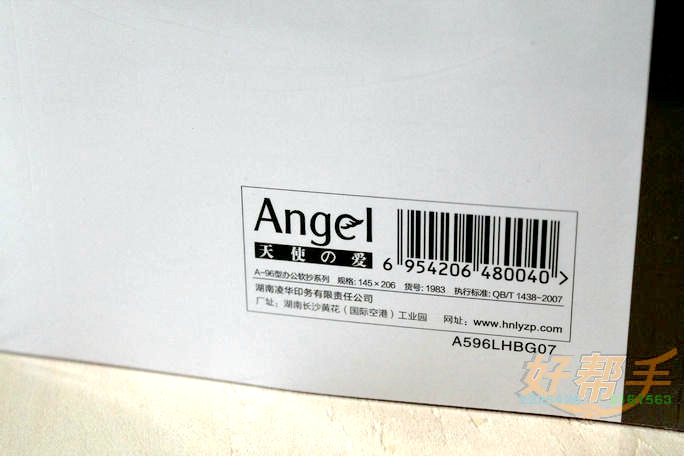 Angel
天使の愛
6 954206 480040 >
A-96型办公软抄系列 规格: 145×206 货号: 1983 执行标准: QB/T 1438-2007
湖南凌华印务有限责任公司
厂址: 湖南长沙黄花（国际空港）工业园 网址: www.hnlyzp.com
A596LHBG07
好帮手